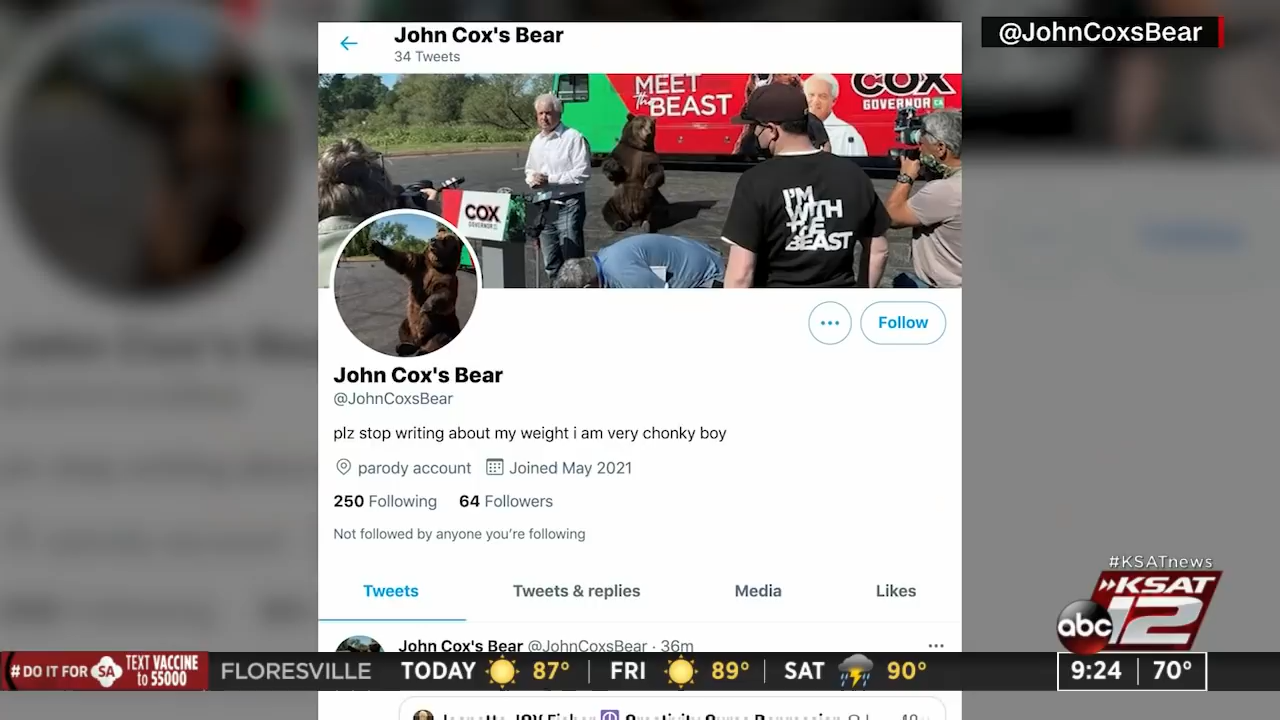 @JohnCoxsBear
John Cox's Bear
34 Tweets
MEET
the BEAST
COX
GOVERNOR CA
COX
GOVERNOR
I'M
WITH
THE
BEAST
... Follow
John Cox's Bear
@JohnCoxsBear
plz stop writing about my weight i am very chonky boy
parody account Joined May 2021
250 Following 64 Followers
Not followed by anyone you're following
Tweets Tweets & replies Media Likes
John Cox's Bear @JohnCoxsBear · 36m ...
#KSATnews
KSAT
abc 12
#DO IT FOR SA TEXT VACCINE to 55000
FLORESVILLE TODAY 87° | FRI 89° | SAT 90°
9:24 70°